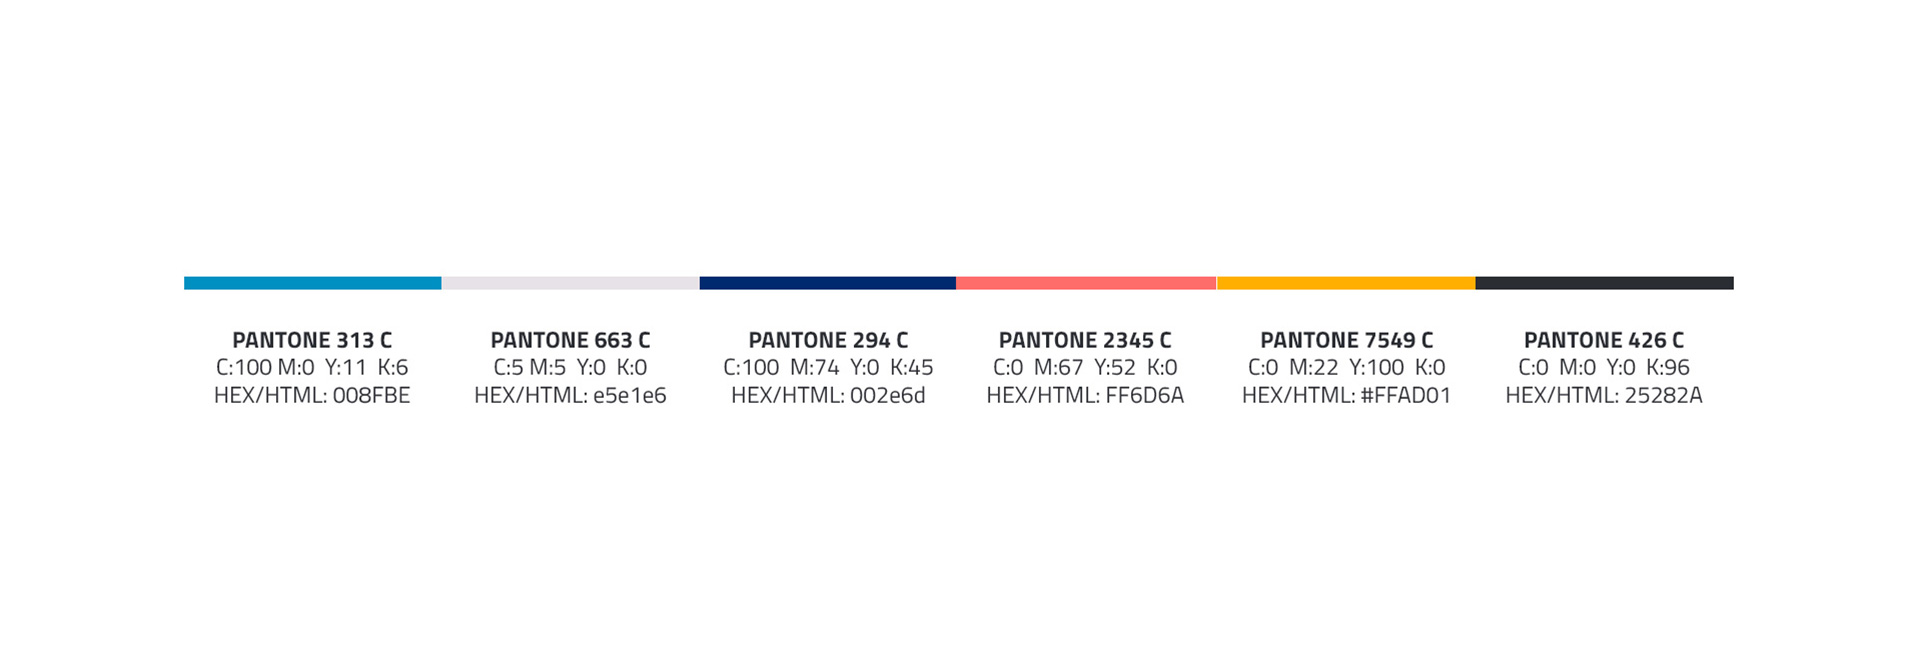 PANTONE 313 C
C:100 M:0 Y:11 K:6
HEX/HTML: 008FBE
PANTONE 663 C
C:5 M:5 Y:0 K:0
HEX/HTML: e5e1e6
PANTONE 294 C
C:100 M:74 Y:0 K:45
HEX/HTML: 002e6d
PANTONE 2345 C
C:0 M:67 Y:52 K:0
HEX/HTML: FF6D6A
PANTONE 7549 C
C:0 M:22 Y:100 K:0
HEX/HTML: #FFAD01
PANTONE 426 C
C:0 M:0 Y:0 K:96
HEX/HTML: 25282A